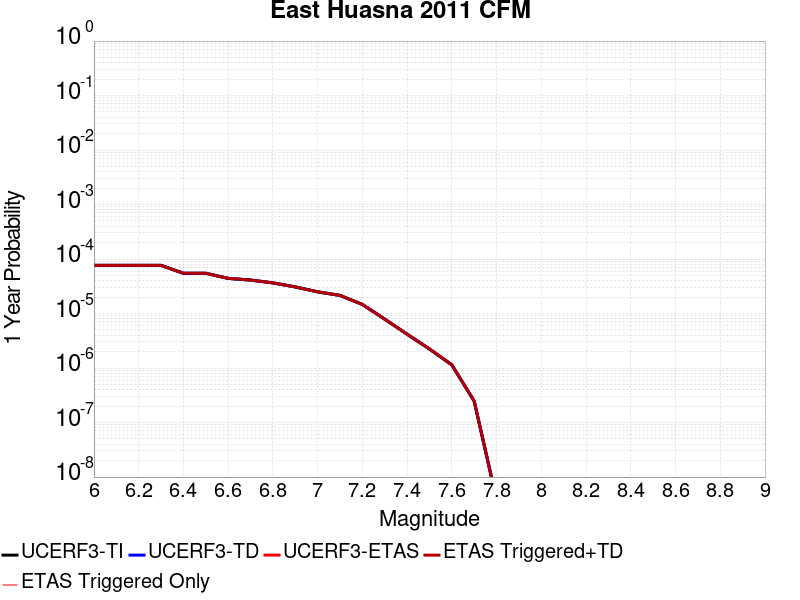 East Huasna 2011 CFM
10^0
10^-1
10^-2
10^-3
10^-4
10^-5
10^-6
10^-7
10^-8
1 Year Probability
6 6.2 6.4 6.6 6.8 7 7.2 7.4 7.6 7.8 8 8.2 8.4 8.6 8.8 9
Magnitude
UCERF3-TI UCERF3-TD UCERF3-ETAS ETAS Triggered+TD
ETAS Triggered Only